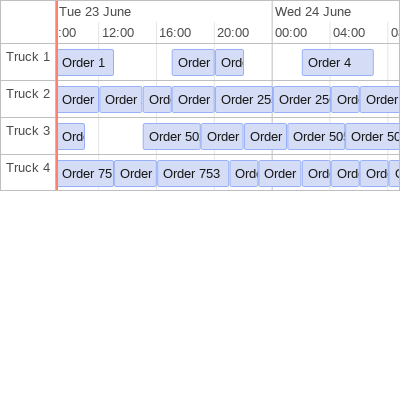 Tue 23 June Wed 24 June
:00 12:00 16:00 20:00 00:00 04:00
Truck 1 Order 1 Order Ord Order 4
Truck 2 Order Order Ord Order Order 25 Order 25 Ord Order
Truck 3 Ord Order 50 Order Order Order 505 Order 50
Truck 4 Order 75 Order Order 753 Ord Order Ord Ord Ord